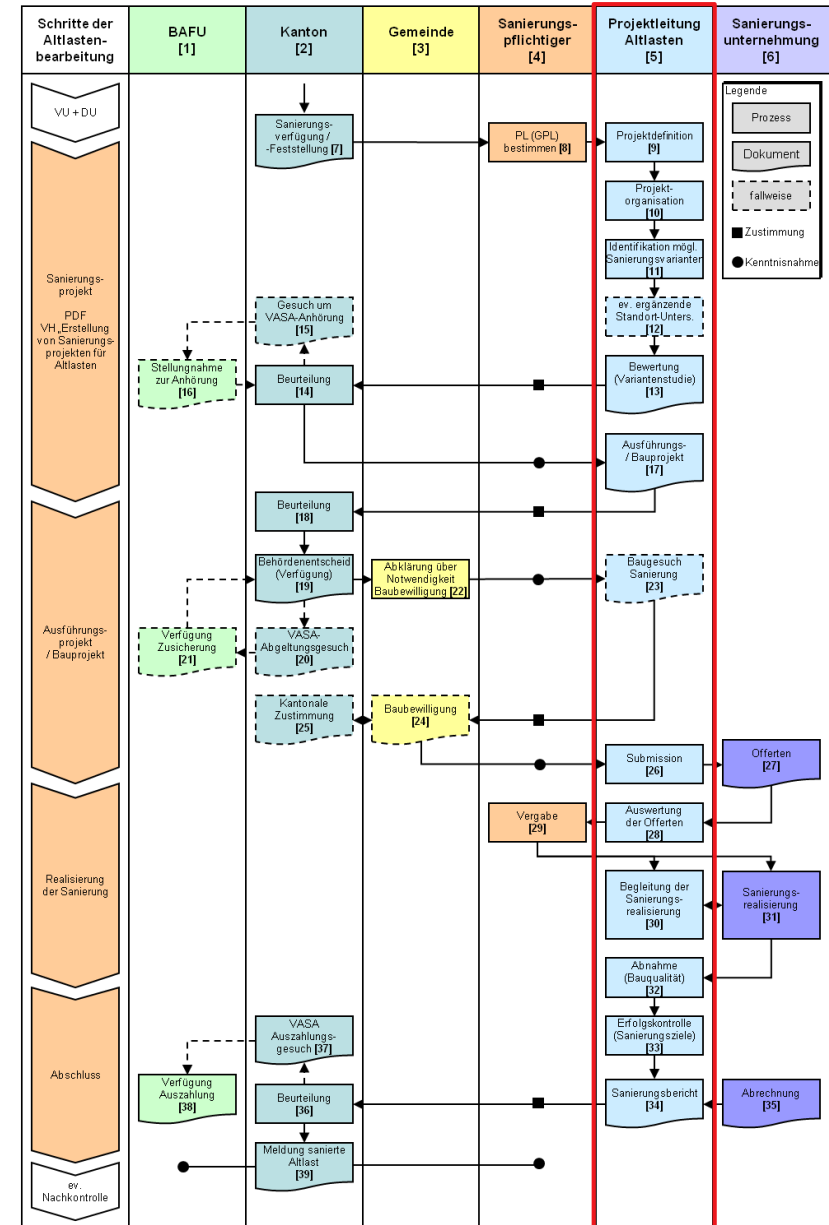 Schritte der
Altlasten-
bearbeitung
BAFU
[1]
Kanton
[2]
Gemeinde
[3]
Sanierungs-
pflichtiger
[4]
Projektleitung
Altlasten
[5]
Sanierungs-
unternehmung
[6]
VU + DU
Sanierungs-
verfügung /
-Feststellung [7]
PL (GPL)
bestimmen [8]
Projektdefinition
[9]
Legende
Prozess
Dokument
fallweise
Zustimmung
Kenntnisnahme
Projekt-
organisation
[10]
Identifikation mögl.
Sanierungsvarianten
[11]
Sanierungs-
projekt
PDF
VH „Erstellung
von Sanierungs-
projekten für
Altlasten
Gesuch um
VASA-Anhörung
[15]
ev. ergänzende
Standort-Unters.
[12]
Stellungnahme
zur Anhörung
[16]
Beurteilung
[14]
Bewertung
(Variantenstudie)
[13]
Ausführungs-
/ Bauprojekt
[17]
Beurteilung
[18]
Behördenentscheid
(Verfügung)
[19]
Abklärung über
Notwendigkeit
Baubewilligung [22]
Baugesuch
Sanierung
[23]
Ausführungs-
projekt
/ Bauprojekt
Verfügung
Zusicherung
[21]
VASA-
Abgeltungsgesuch
[20]
Kantonale
Zustimmung
[25]
Baubewilligung
[24]
Submission
[26]
Offerten
[27]
Vergabe
[29]
Auswertung
der Offerten
[28]
Realisierung
der Sanierung
Begleitung der
Sanierungs-
realisierung
[30]
Sanierungs-
realisierung
[31]
Abnahme
(Bauqualität)
[32]
Abschluss
VASA
Auszahlungs-
gesuch [37]
Erfolgskontrolle
(Sanierungsziele)
[33]
Verfügung
Auszahlung
[38]
Beurteilung
[36]
Sanierungsbericht
[34]
Abrechnung
[35]
Meldung sanierte
Altlast
[39]
ev.
Nachkontrolle